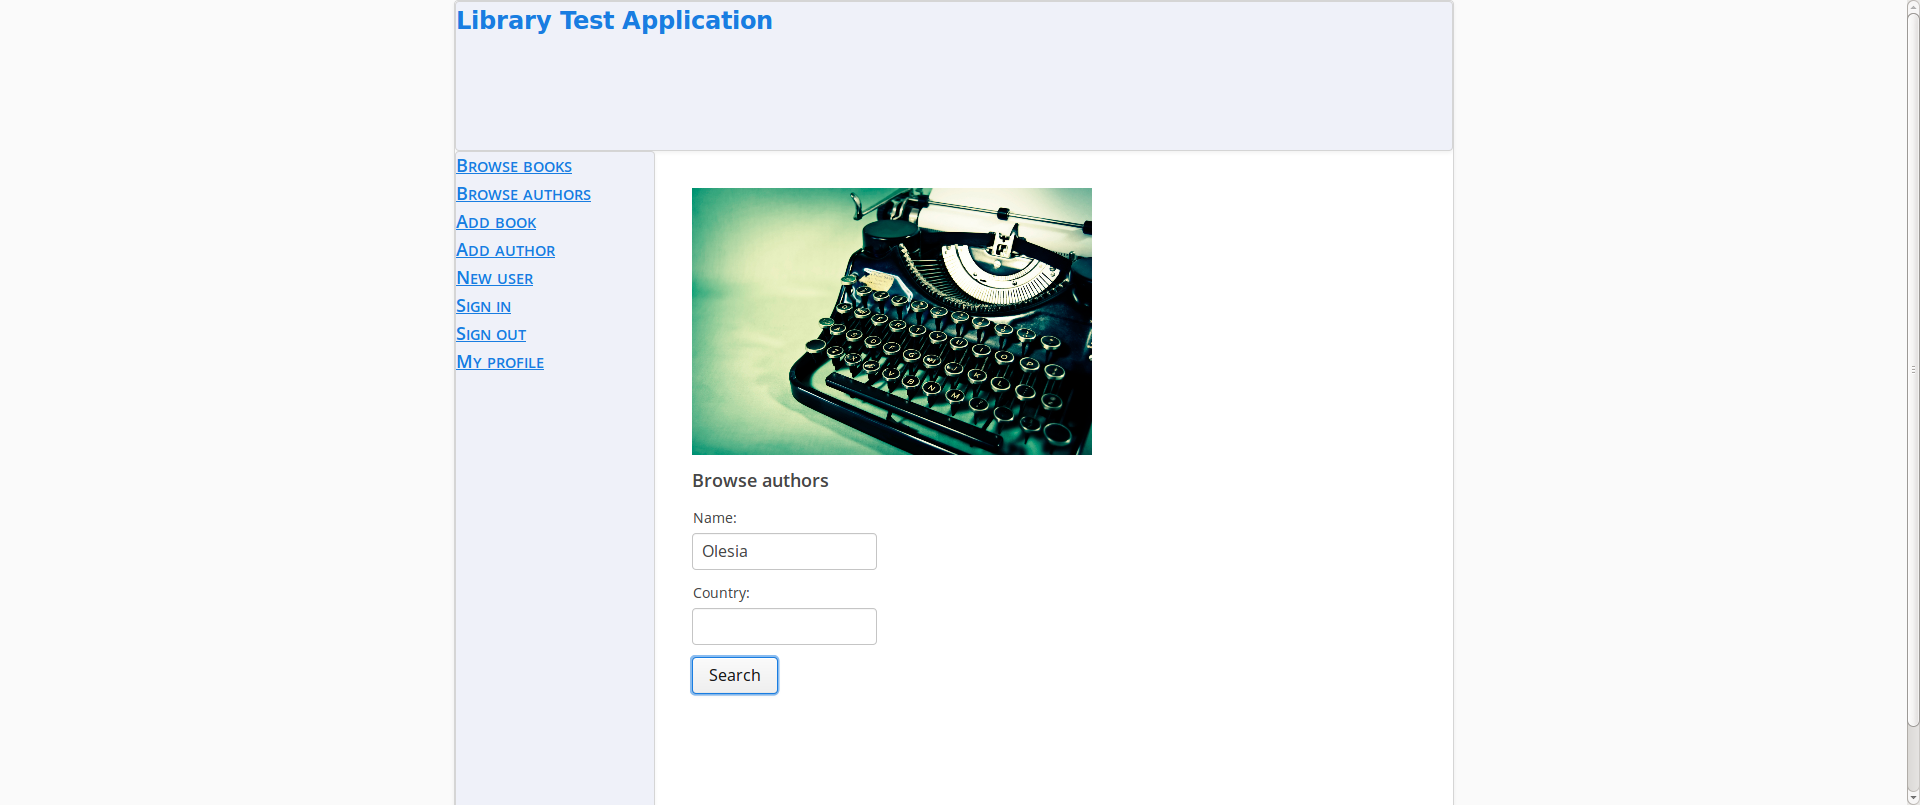 Library Test Application
Browse books
Browse authors
Add book
Add author
New user
Sign in
Sign out
My profile
Browse authors
Name:
Olesia
Country:
Search